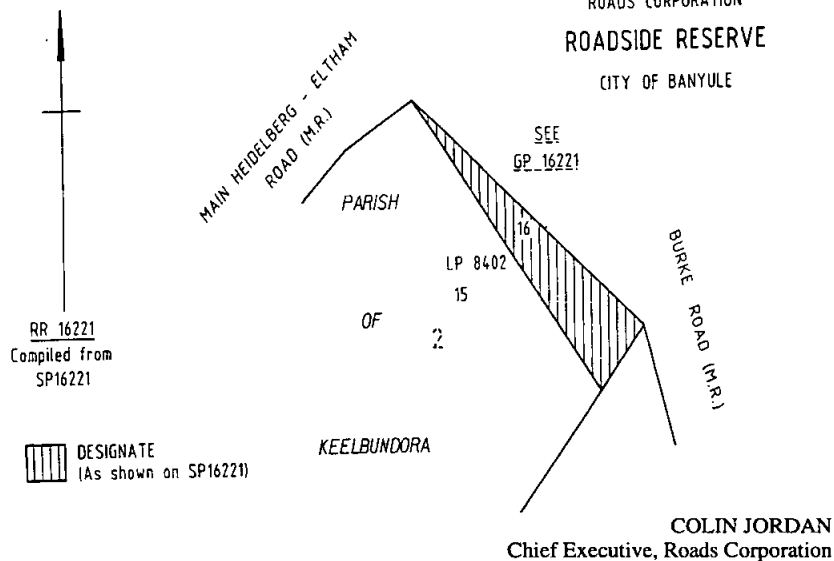 ROADS CORPORATION
ROADSIDE RESERVE
CITY OF BANYULE
MAIN HEIDELBERG - ELTHAM
ROAD (M.R.)
SEE
GP 16221
PARISH
16
LP 8402
15
BURKE ROAD (M.R.)
OF
2
RR 16221
Compiled from
SP16221
KEELBUNDORA
DESIGNATE
(As shown on SP16221)
COLIN JORDAN
Chief Executive, Roads Corporation